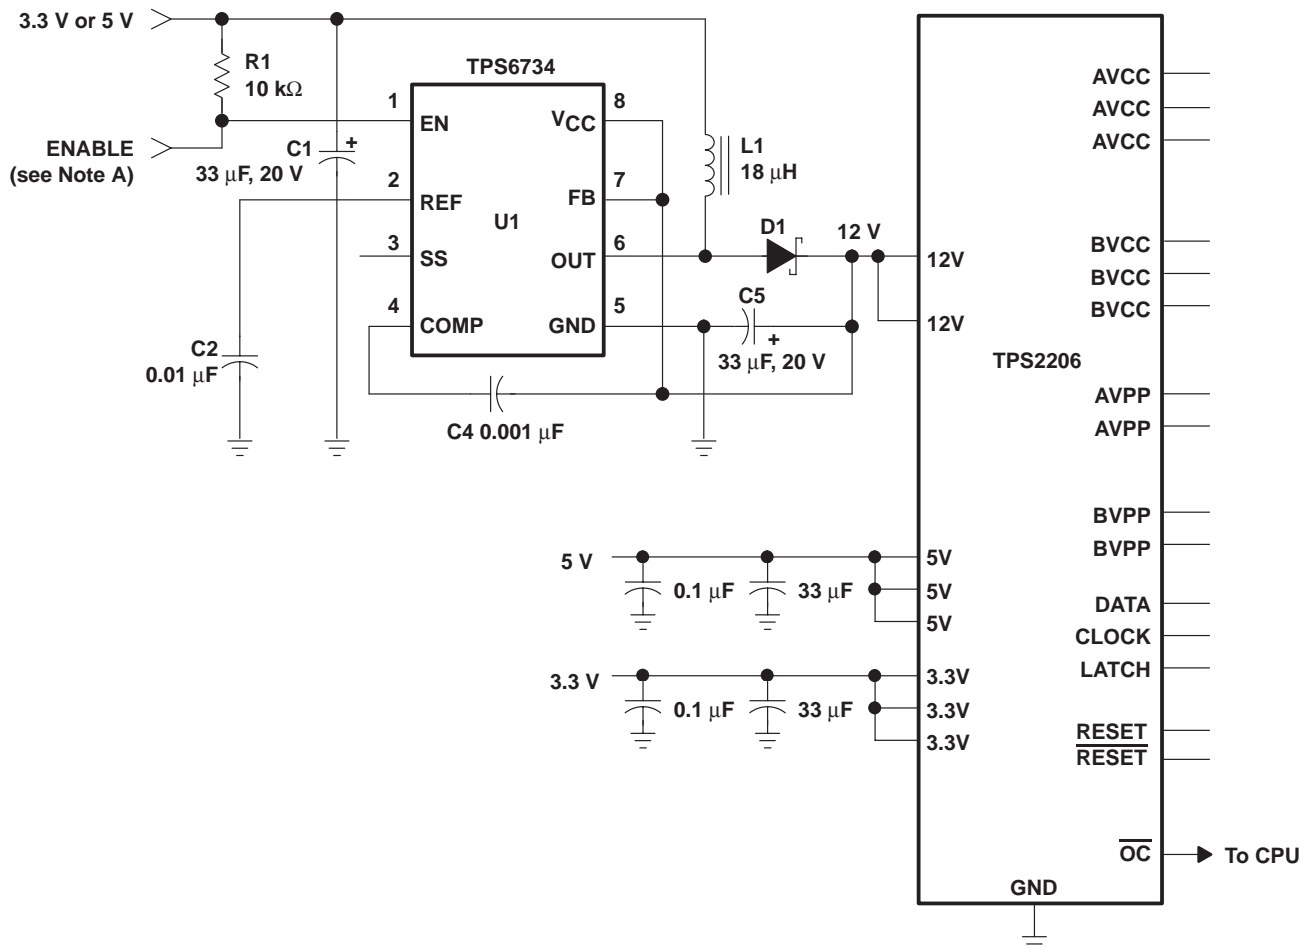 3.3 V or 5 V
R1
10 kΩ
ENABLE
(see Note A)
C1
+
33 μF, 20 V
TPS6734
1
EN
2
REF
3
SS
4
COMP
U1
8
VCC
7
FB
6
OUT
5
GND
C2
0.01 μF
C4 0.001 μF
L1
18 μH
D1
12 V
C5
+
33 μF, 20 V
12V
12V
TPS2206
AVCC
AVCC
AVCC
BVCC
BVCC
BVCC
AVPP
AVPP
BVPP
BVPP
DATA
CLOCK
LATCH
RESET
RESET
OC
To CPU
5 V
0.1 μF
33 μF
5V
5V
5V
3.3 V
0.1 μF
33 μF
3.3V
3.3V
3.3V
GND